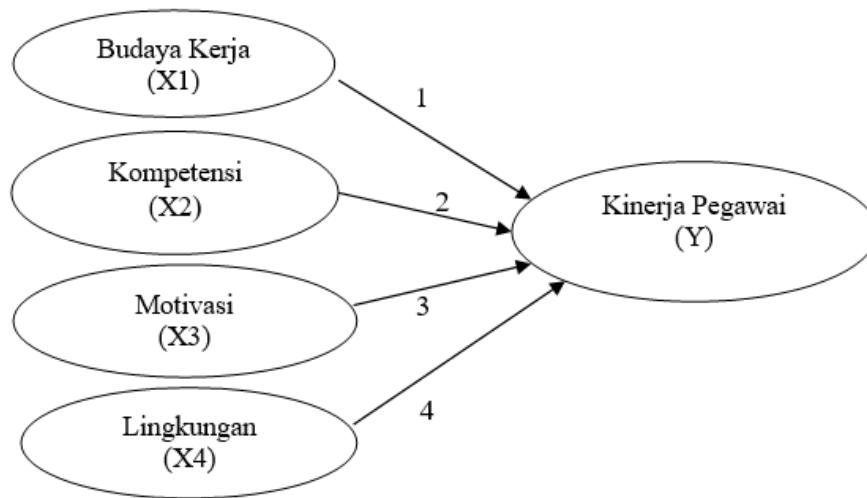 Budaya Kerja
(X1)
1
Kompetensi
(X2)
2
Kinerja Pegawai
(Y)
Motivasi
(X3)
3
Lingkungan
(X4)
4